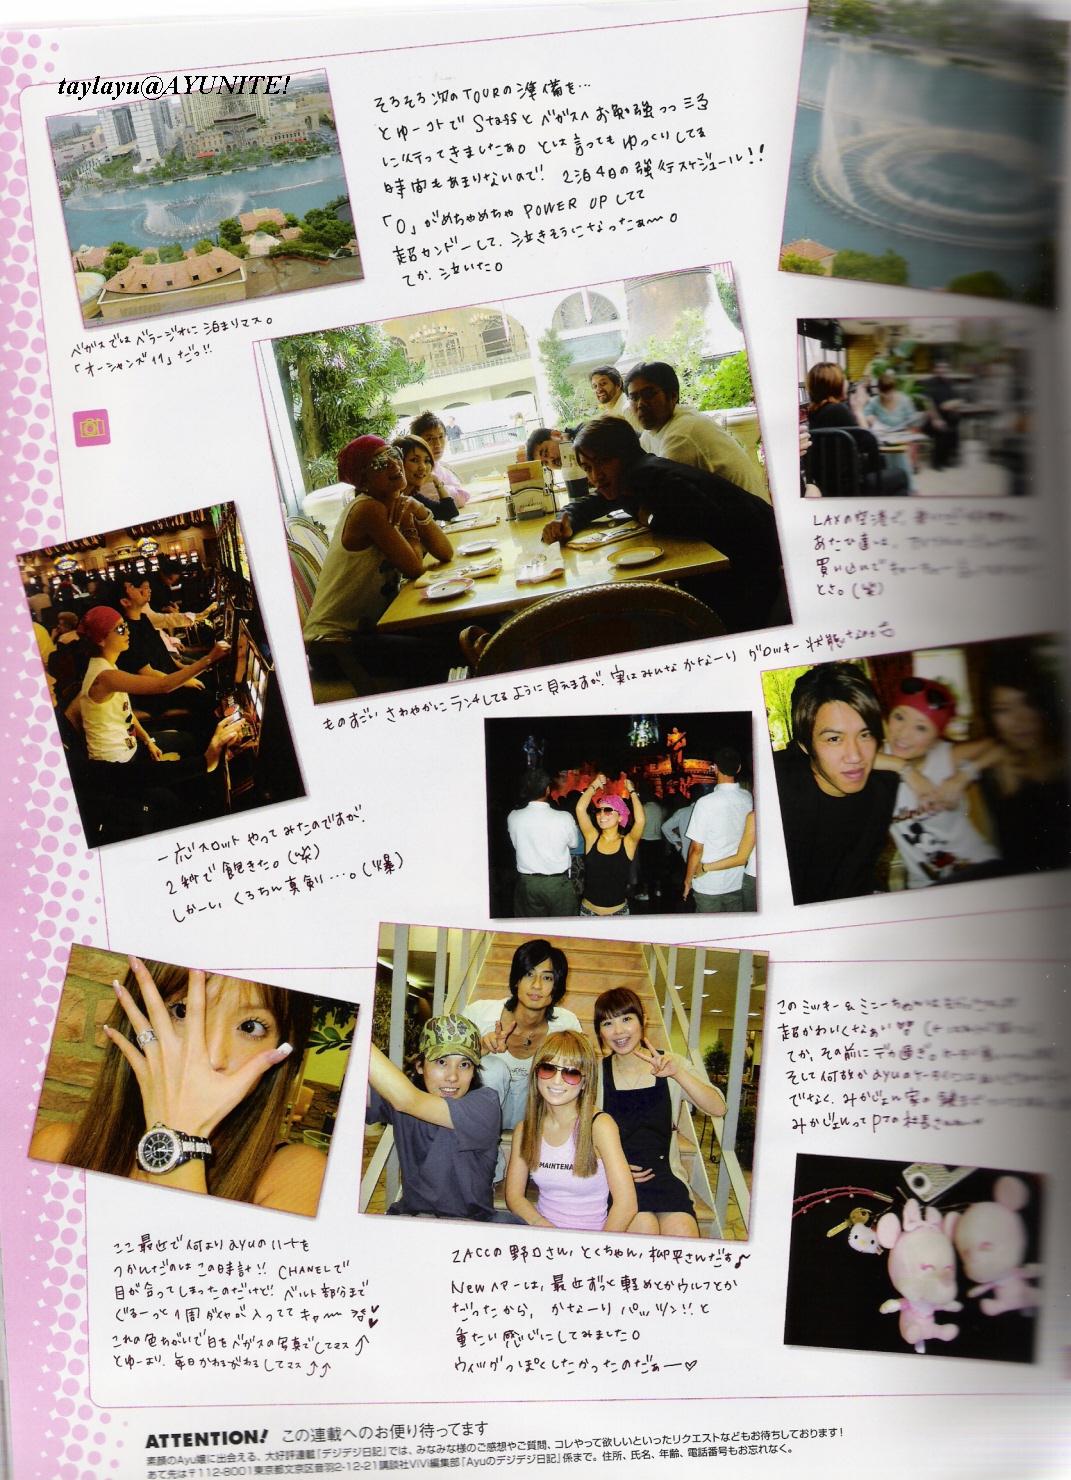 taylayu@AYUNITE!
そろそろ次のTOURの準備を…
とゆーコトで Staffと ベガスへ お勉強っっ
に行ってきましたぁ。とは言っても ゆっくりしてる
時間も あまりないので! 2泊4日の強行スケジュール!!
「O」がめちゃめちゃ POWER UPしてて
超カンドーして、泣きそうになったぁ〜。
てか、泣いた。
ベガスでは ベラージオに 泊まりマス。
「オーシャンズ11」だっ!!
LAXの空港で、
あたひ達は、
買い込んで
とさ。(笑)
ものすごい さわやかに ランチしてる ように 見えますが、実は みんな かなーり グロッキー 状態なのら
一応 スロット やって みたのですが、
2秒で 飽きた。(笑)
しかーし、くろちん真剣…。(爆)
このミッキー&ミニーちゃんは
超かわいくなぁい
てか、その前に デカ過ぎ。
そして何故か ayuのケータイ
でなく、みかじょん家の
みかじょんって PTの社長さん
ここ最近で 何より ayuの ハートを
つかんだのは この時計!! CHANELで
目が合って しまったのだけど! ベルト部分まで
ぐるーっと 1周 ダイヤが 入ってて キャー
これの 色ちがいで 白を ベガスの 写真で してマス
とゆーより、毎日 かわるがわる してマス
ZACCの 野口さん、とくちゃん、柳平さんだす♪
Newヘアーは、最近ずっと 軽めとか ウルフとか
だったから、かなーり パッツン!!と
重たい 感じに してみました。
ウィッグっぽく したかったのだぁー♡
MAINTENA
ATTENTION! この連載へのお便り待ってます
素顔のAyu嬢に出会える、大好評連載『デジデジ日記』では、みなみな様のご感想やご質問、コレやって欲しいといったリクエストなどもお待ちしております!
あて先は〒112-8001東京都文京区音羽2-12-21講談社ViVi編集部「Ayuのデジデジ日記」係まで。住所、氏名、年齢、電話番号もお忘れなく。